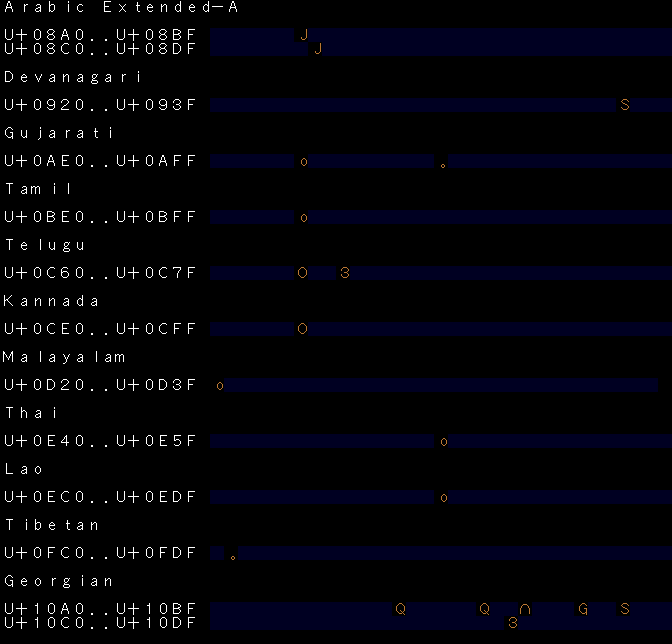 Arabic Extended-A
U+08A0..U+08BF J
U+08C0..U+08DF J
Devanagari
U+0920..U+093F S
Gujarati
U+0AE0..U+0AFF o 。
Tamil
U+0BE0..U+0BFF o
Telugu
U+0C60..U+0C7F O 3
Kannada
U+0CE0..U+0CFF O
Malayalam
U+0D20..U+0D3F o
Thai
U+0E40..U+0E5F o
Lao
U+0EC0..U+0EDF o
Tibetan
U+0FC0..U+0FDF 。
Georgian
U+10A0..U+10BF Q Q ∩ G S
U+10C0..U+10DF 3